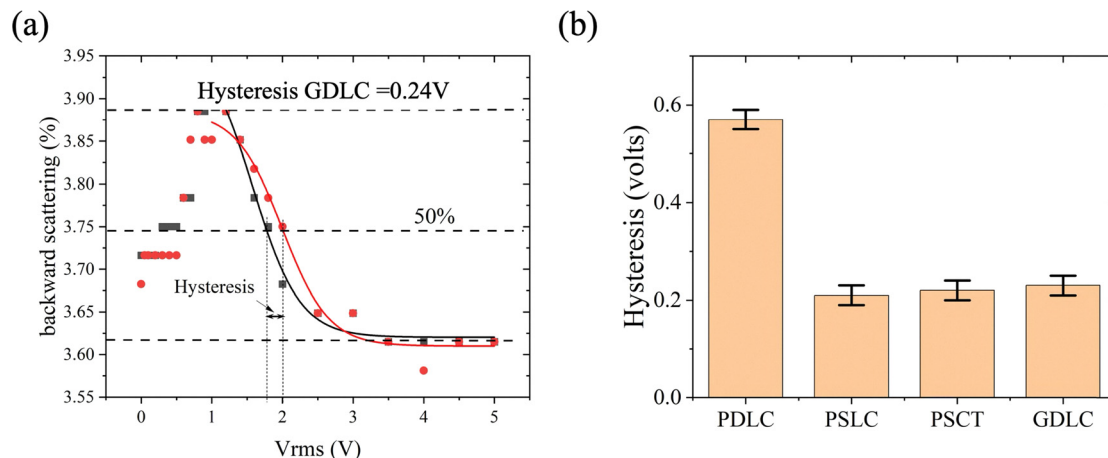 (a)
3.95
3.90
3.85
3.80
3.75
3.70
3.65
3.60
3.55
backward scattering (%)
Hysteresis GDLC =0.24V
50%
Hysteresis
0
1
2
3
4
5
Vrms (V)
(b)
0.6
0.4
0.2
0.0
Hysteresis (volts)
PDLC
PSLC
PSCT
GDLC